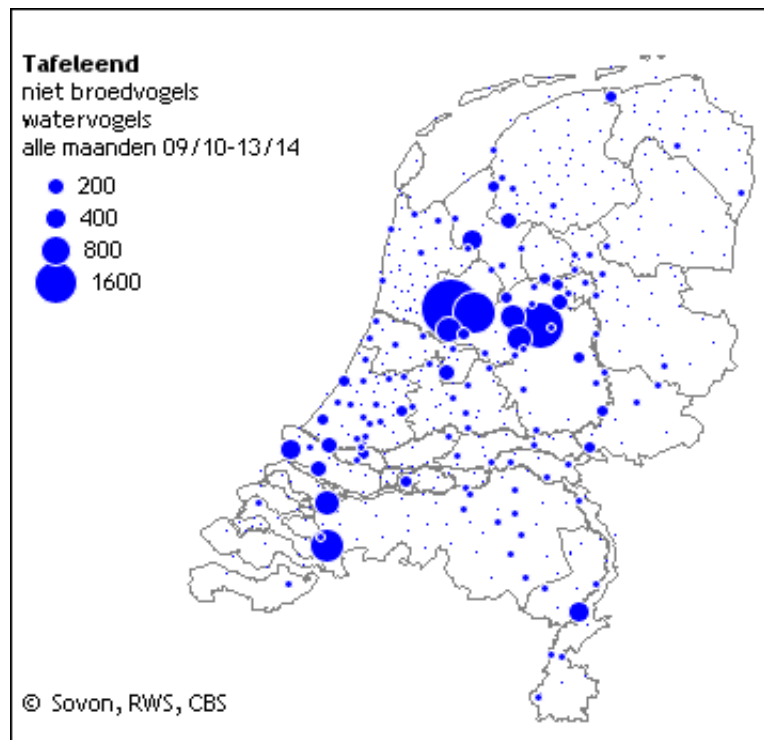 Tafeleend
niet broedvogels
watervogels
alle maanden 09/10-13/14
200
400
800
1600
© Sovon, RWS, CBS